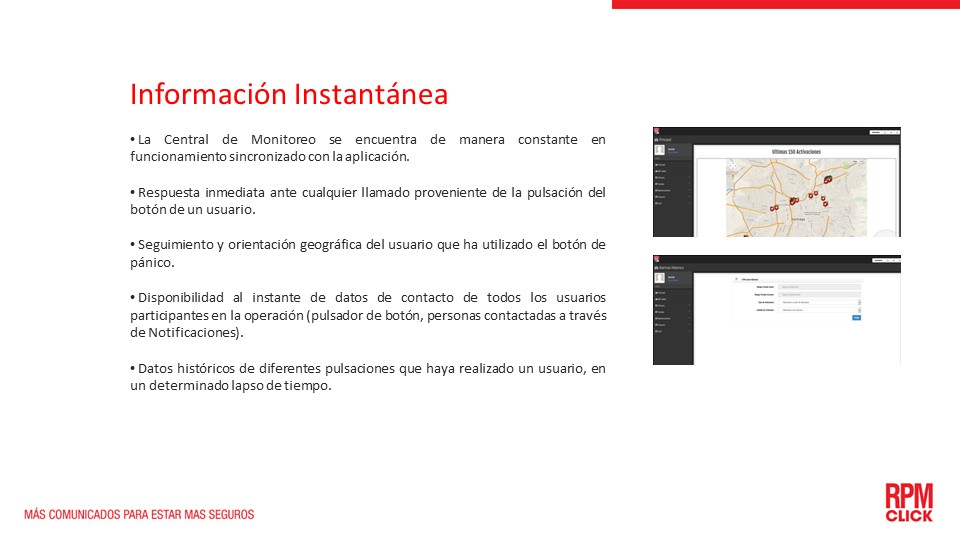 Información Instantánea
• La Central de Monitoreo se encuentra de manera constante en
funcionamiento sincronizado con la aplicación.
• Respuesta inmediata ante cualquier llamado proveniente de la pulsación del
botón de un usuario.
• Seguimiento y orientación geográfica del usuario que ha utilizado el botón de
pánico.
• Disponibilidad al instante de datos de contacto de todos los usuarios
participantes en la operación (pulsador de botón, personas contactadas a través
de Notificaciones).
• Datos históricos de diferentes pulsaciones que haya realizado un usuario, en
un determinado lapso de tiempo.
Principal
Ultimas 150 Activaciones
Santiago
MÁS COMUNICADOS PARA ESTAR MAS SEGUROS
RPM
CLICK